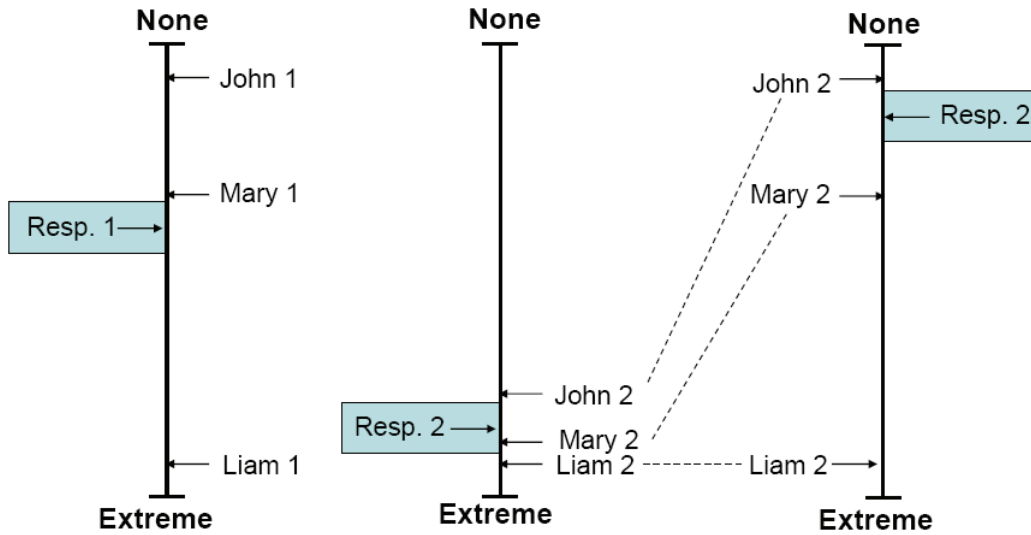 None
John 1
Mary 1
Resp. 1
Liam 1
Extreme
None
John 2
Resp. 2
Mary 2
Liam 2
Extreme
None
John 2
Resp. 2
Mary 2
Liam 2
Extreme